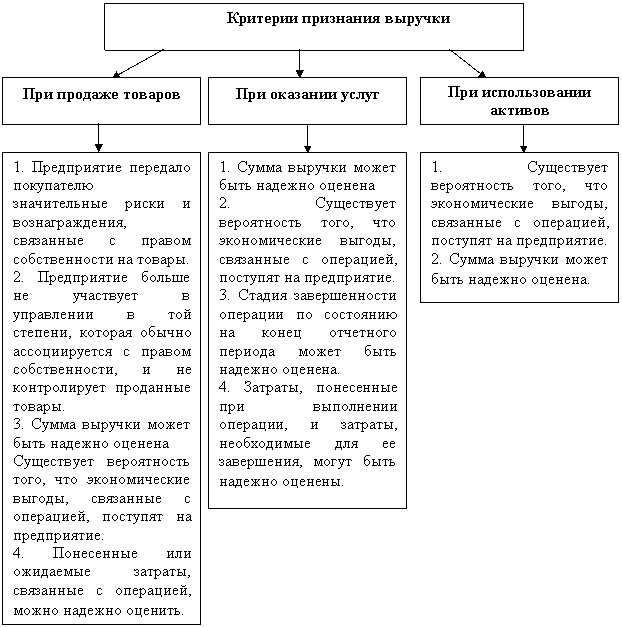 Критерии признания выручки
При продаже товаров
При оказании услуг
При использовании
активов
1. Предприятие передало
покупателю
значительные риски и
вознаграждения,
связанные с правом
собственности на товары.
2. Предприятие больше
не участвует в
управлении в той
степени, которая обычно
ассоциируется с правом
собственности, и не
контролирует проданные
товары.
3. Сумма выручки может
быть надежно оценена
Существует вероятность
того, что экономические
выгоды, связанные с
операцией, поступят на
предприятие.
4. Понесенные или
ожидаемые затраты,
связанные с операцией,
можно надежно оценить.
1. Сумма выручки может
быть надежно оценена
2. Существует
вероятность того, что
экономические выгоды,
связанные с операцией,
поступят на предприятие.
3. Стадия завершенности
операции по состоянию
на конец отчетного
периода может быть
надежно оценена.
4. Затраты, понесенные
при выполнении
операции, и затраты,
необходимые для ее
завершения, могут быть
надежно оценены.
1. Существует
вероятность того, что
экономические выгоды,
связанные с операцией,
поступят на предприятие.
2. Сумма выручки может
быть надежно оценена.